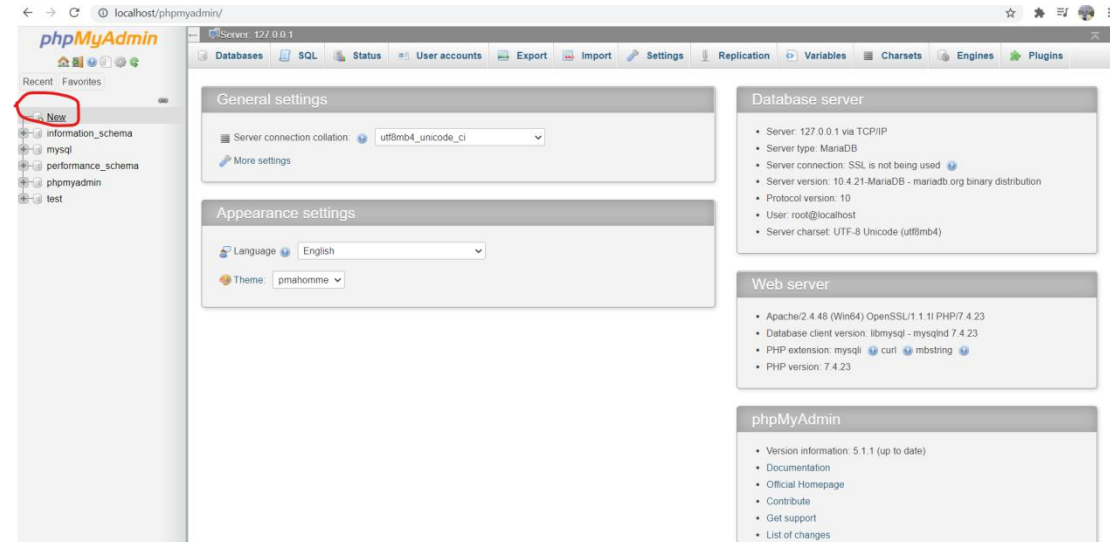 localhost/phpmyadmin/
phpMyAdmin
Recent Favorites
New
information_schema
mysql
performance_schema
phpmyadmin
test
Server: 127.0.0.1
Databases SQL Status User accounts Export Import Settings Replication Variables Charsets Engines Plugins
General settings
Server connection collation: utf8mb4_unicode_ci
More settings
Appearance settings
Language English
Theme: pmahomme
Database server
Server: 127.0.0.1 via TCP/IP
Server type: MariaDB
Server connection: SSL is not being used
Server version: 10.4.21-MariaDB - mariadb.org binary distribution
Protocol version: 10
User: root@localhost
Server charset: UTF-8 Unicode (utf8mb4)
Web server
Apache/2.4.48 (Win64) OpenSSL/1.1.1l PHP/7.4.23
Database client version: libmysql - mysqlnd 7.4.23
PHP extension: mysqli curl mbstring
PHP version: 7.4.23
phpMyAdmin
Version information: 5.1.1 (up to date)
Documentation
Official Homepage
Contribute
Get support
List of changes